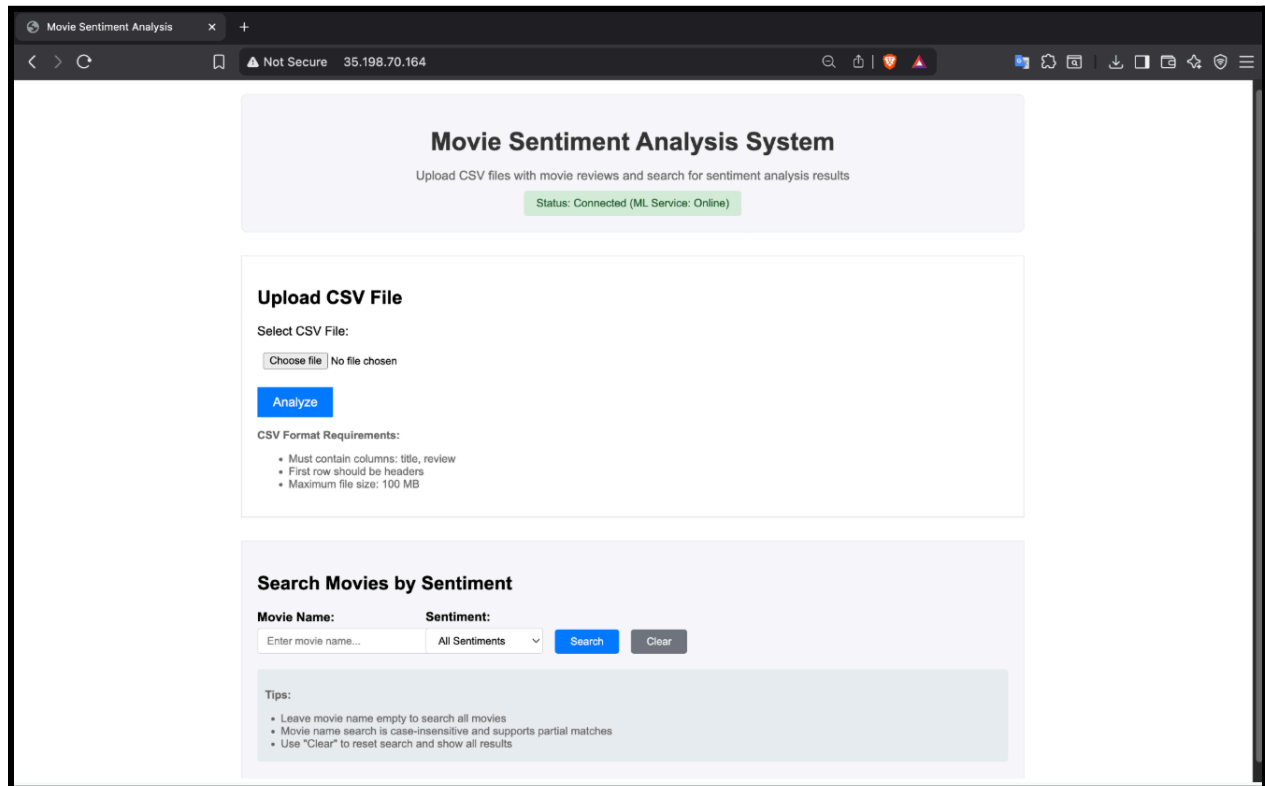 Movie Sentiment Analysis
Not Secure 35.198.70.164
Movie Sentiment Analysis System
Upload CSV files with movie reviews and search for sentiment analysis results
Status: Connected (ML Service: Online)
Upload CSV File
Select CSV File:
Choose file No file chosen
Analyze
CSV Format Requirements:
• Must contain columns: title, review
• First row should be headers
• Maximum file size: 100 MB
Search Movies by Sentiment
Movie Name: Sentiment:
Enter movie name... All Sentiments Search Clear
Tips:
• Leave movie name empty to search all movies
• Movie name search is case-insensitive and supports partial matches
• Use "Clear" to reset search and show all results